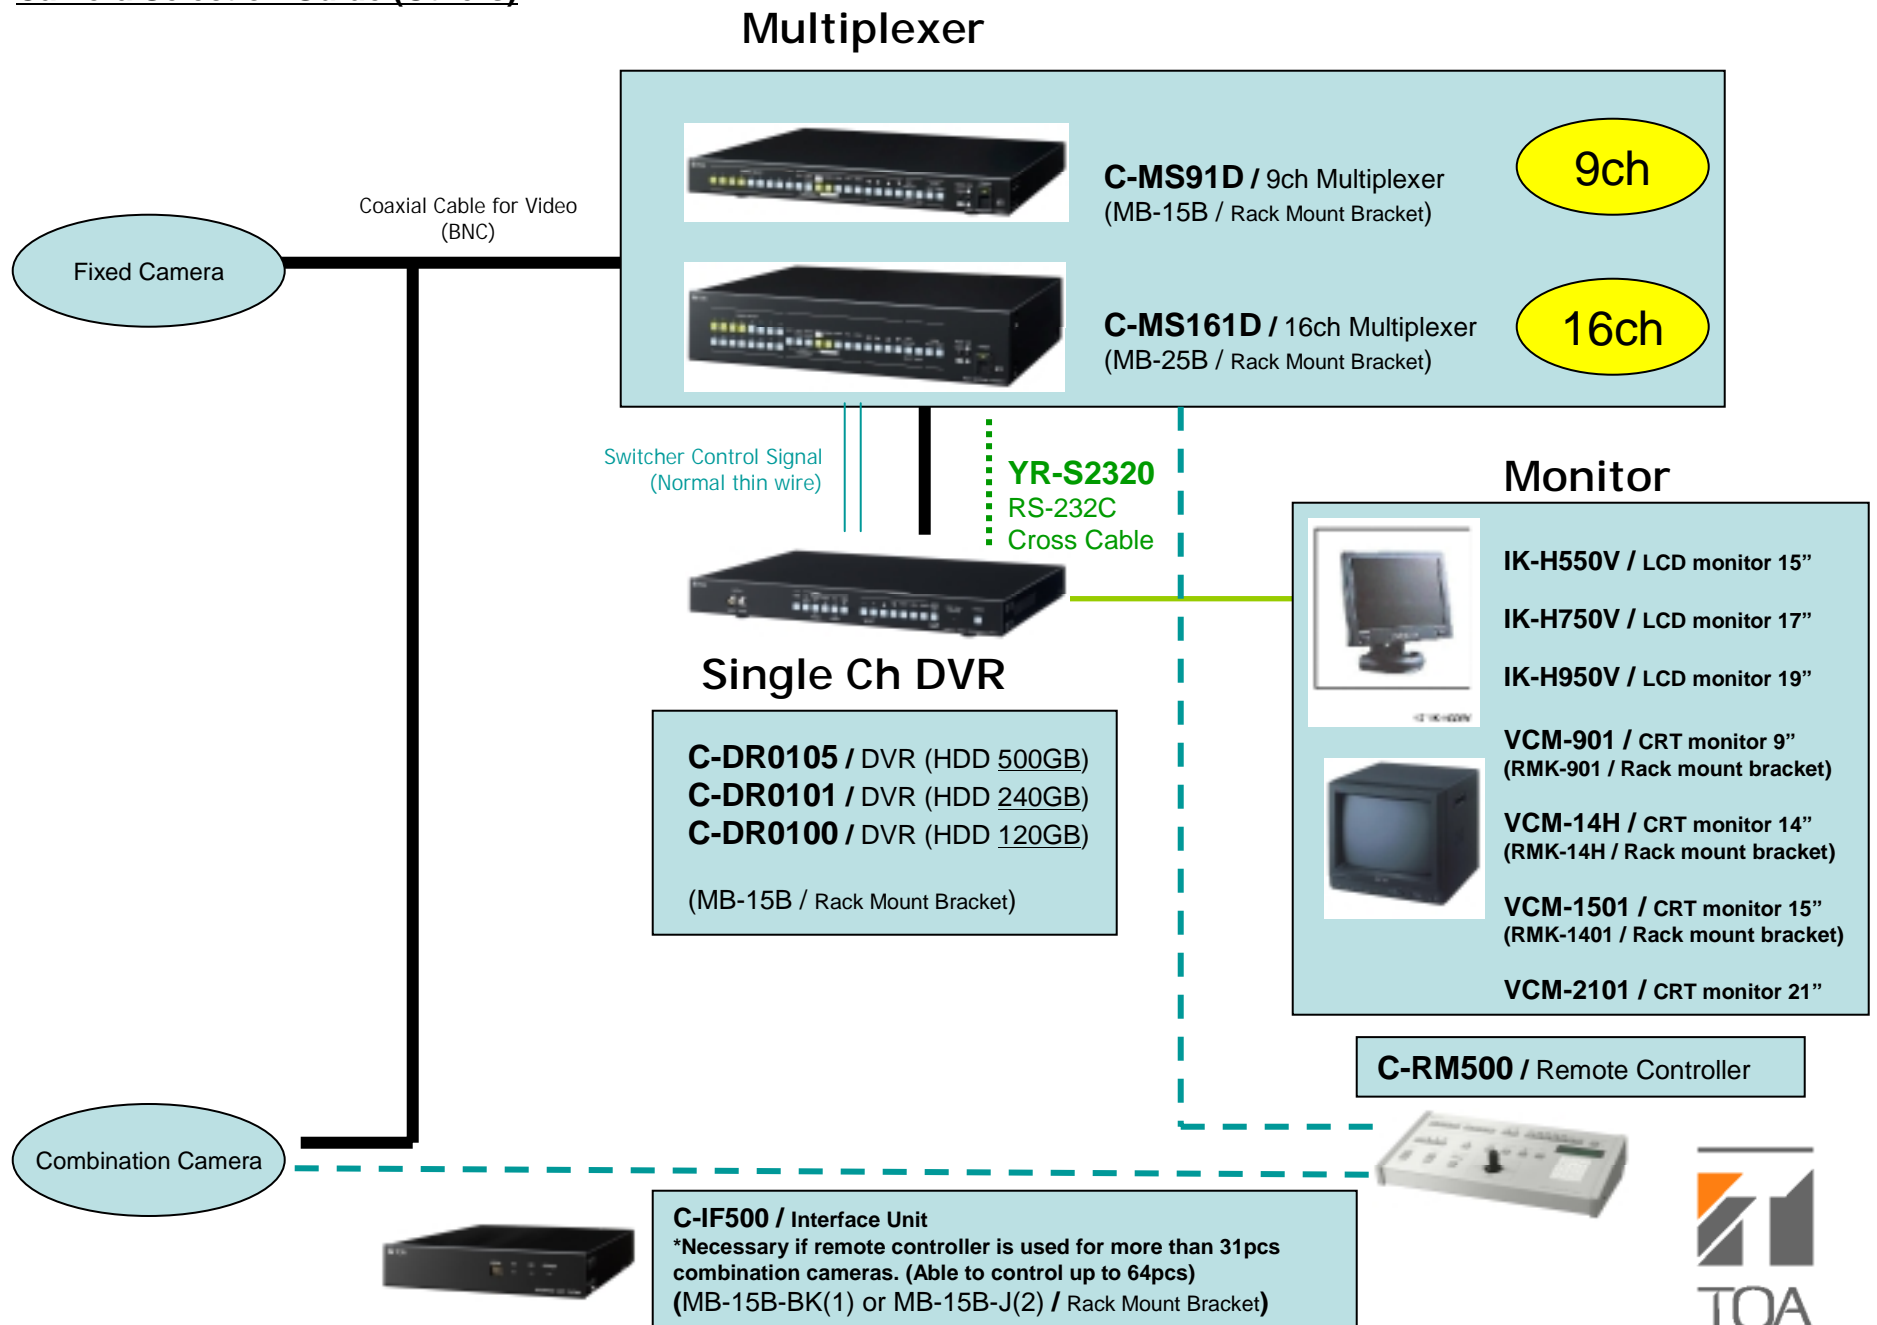 Multiplexer
C-MS91D / 9ch Multiplexer
(MB-15B / Rack Mount Bracket)
9ch
Coaxial Cable for Video
(BNC)
Fixed Camera
C-MS161D / 16ch Multiplexer
(MB-25B / Rack Mount Bracket)
16ch
Switcher Control Signal
(Normal thin wire)
YR-S2320
RS-232C
Cross Cable
Monitor
IK-H550V / LCD monitor 15”
IK-H750V / LCD monitor 17”
IK-H950V / LCD monitor 19”
VCM-901 / CRT monitor 9”
(RMK-901 / Rack mount bracket)
VCM-14H / CRT monitor 14”
(RMK-14H / Rack mount bracket)
VCM-1501 / CRT monitor 15”
(RMK-1401 / Rack mount bracket)
VCM-2101 / CRT monitor 21”
Single Ch DVR
C-DR0105 / DVR (HDD 500GB)
C-DR0101 / DVR (HDD 240GB)
C-DR0100 / DVR (HDD 120GB)
(MB-15B / Rack Mount Bracket)
C-RM500 / Remote Controller
Combination Camera
C-IF500 / Interface Unit
*Necessary if remote controller is used for more than 31pcs
combination cameras. (Able to control up to 64pcs)
(MB-15B-BK(1) or MB-15B-J(2) / Rack Mount Bracket)
TOA